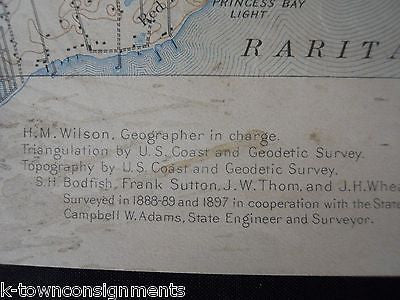 PRINCESS BAY
LIGHT
RARITA
Red
H.M. Wilson, Geographer in charge.
Triangulation by U.S. Coast and Geodetic Survey.
Topography by U.S. Coast and Geodetic Survey.
S.H. Bodfish, Frank Sutton, J.W. Thom, and J.H. Whea
Surveyed in 1888-89 and 1897 in cooperation with the State
Campbell W. Adams, State Engineer and Surveyor.
k-townconsignments